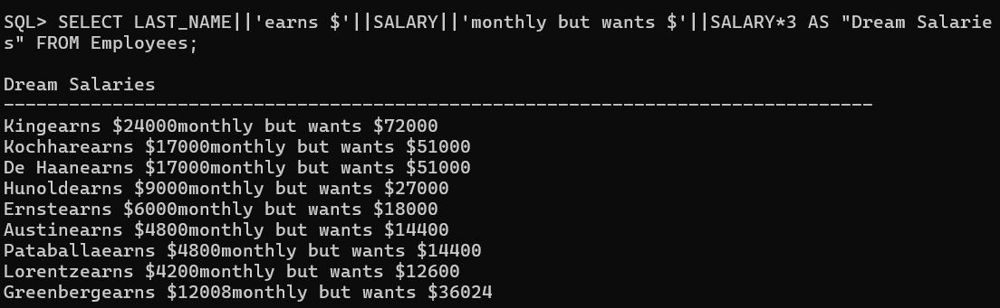 SQL> SELECT LAST_NAME||'earns $'||SALARY||'monthly but wants $'||SALARY*3 AS "Dream Salarie
s" FROM Employees;
Dream Salaries
--------------------------------------------------------------------------------
Kingearns $24000monthly but wants $72000
Kochharearns $17000monthly but wants $51000
De Haanearns $17000monthly but wants $51000
Hunoldearns $9000monthly but wants $27000
Ernstearns $6000monthly but wants $18000
Austinearns $4800monthly but wants $14400
Pataballaearns $4800monthly but wants $14400
Lorentzearns $4200monthly but wants $12600
Greenbergearns $12008monthly but wants $36024